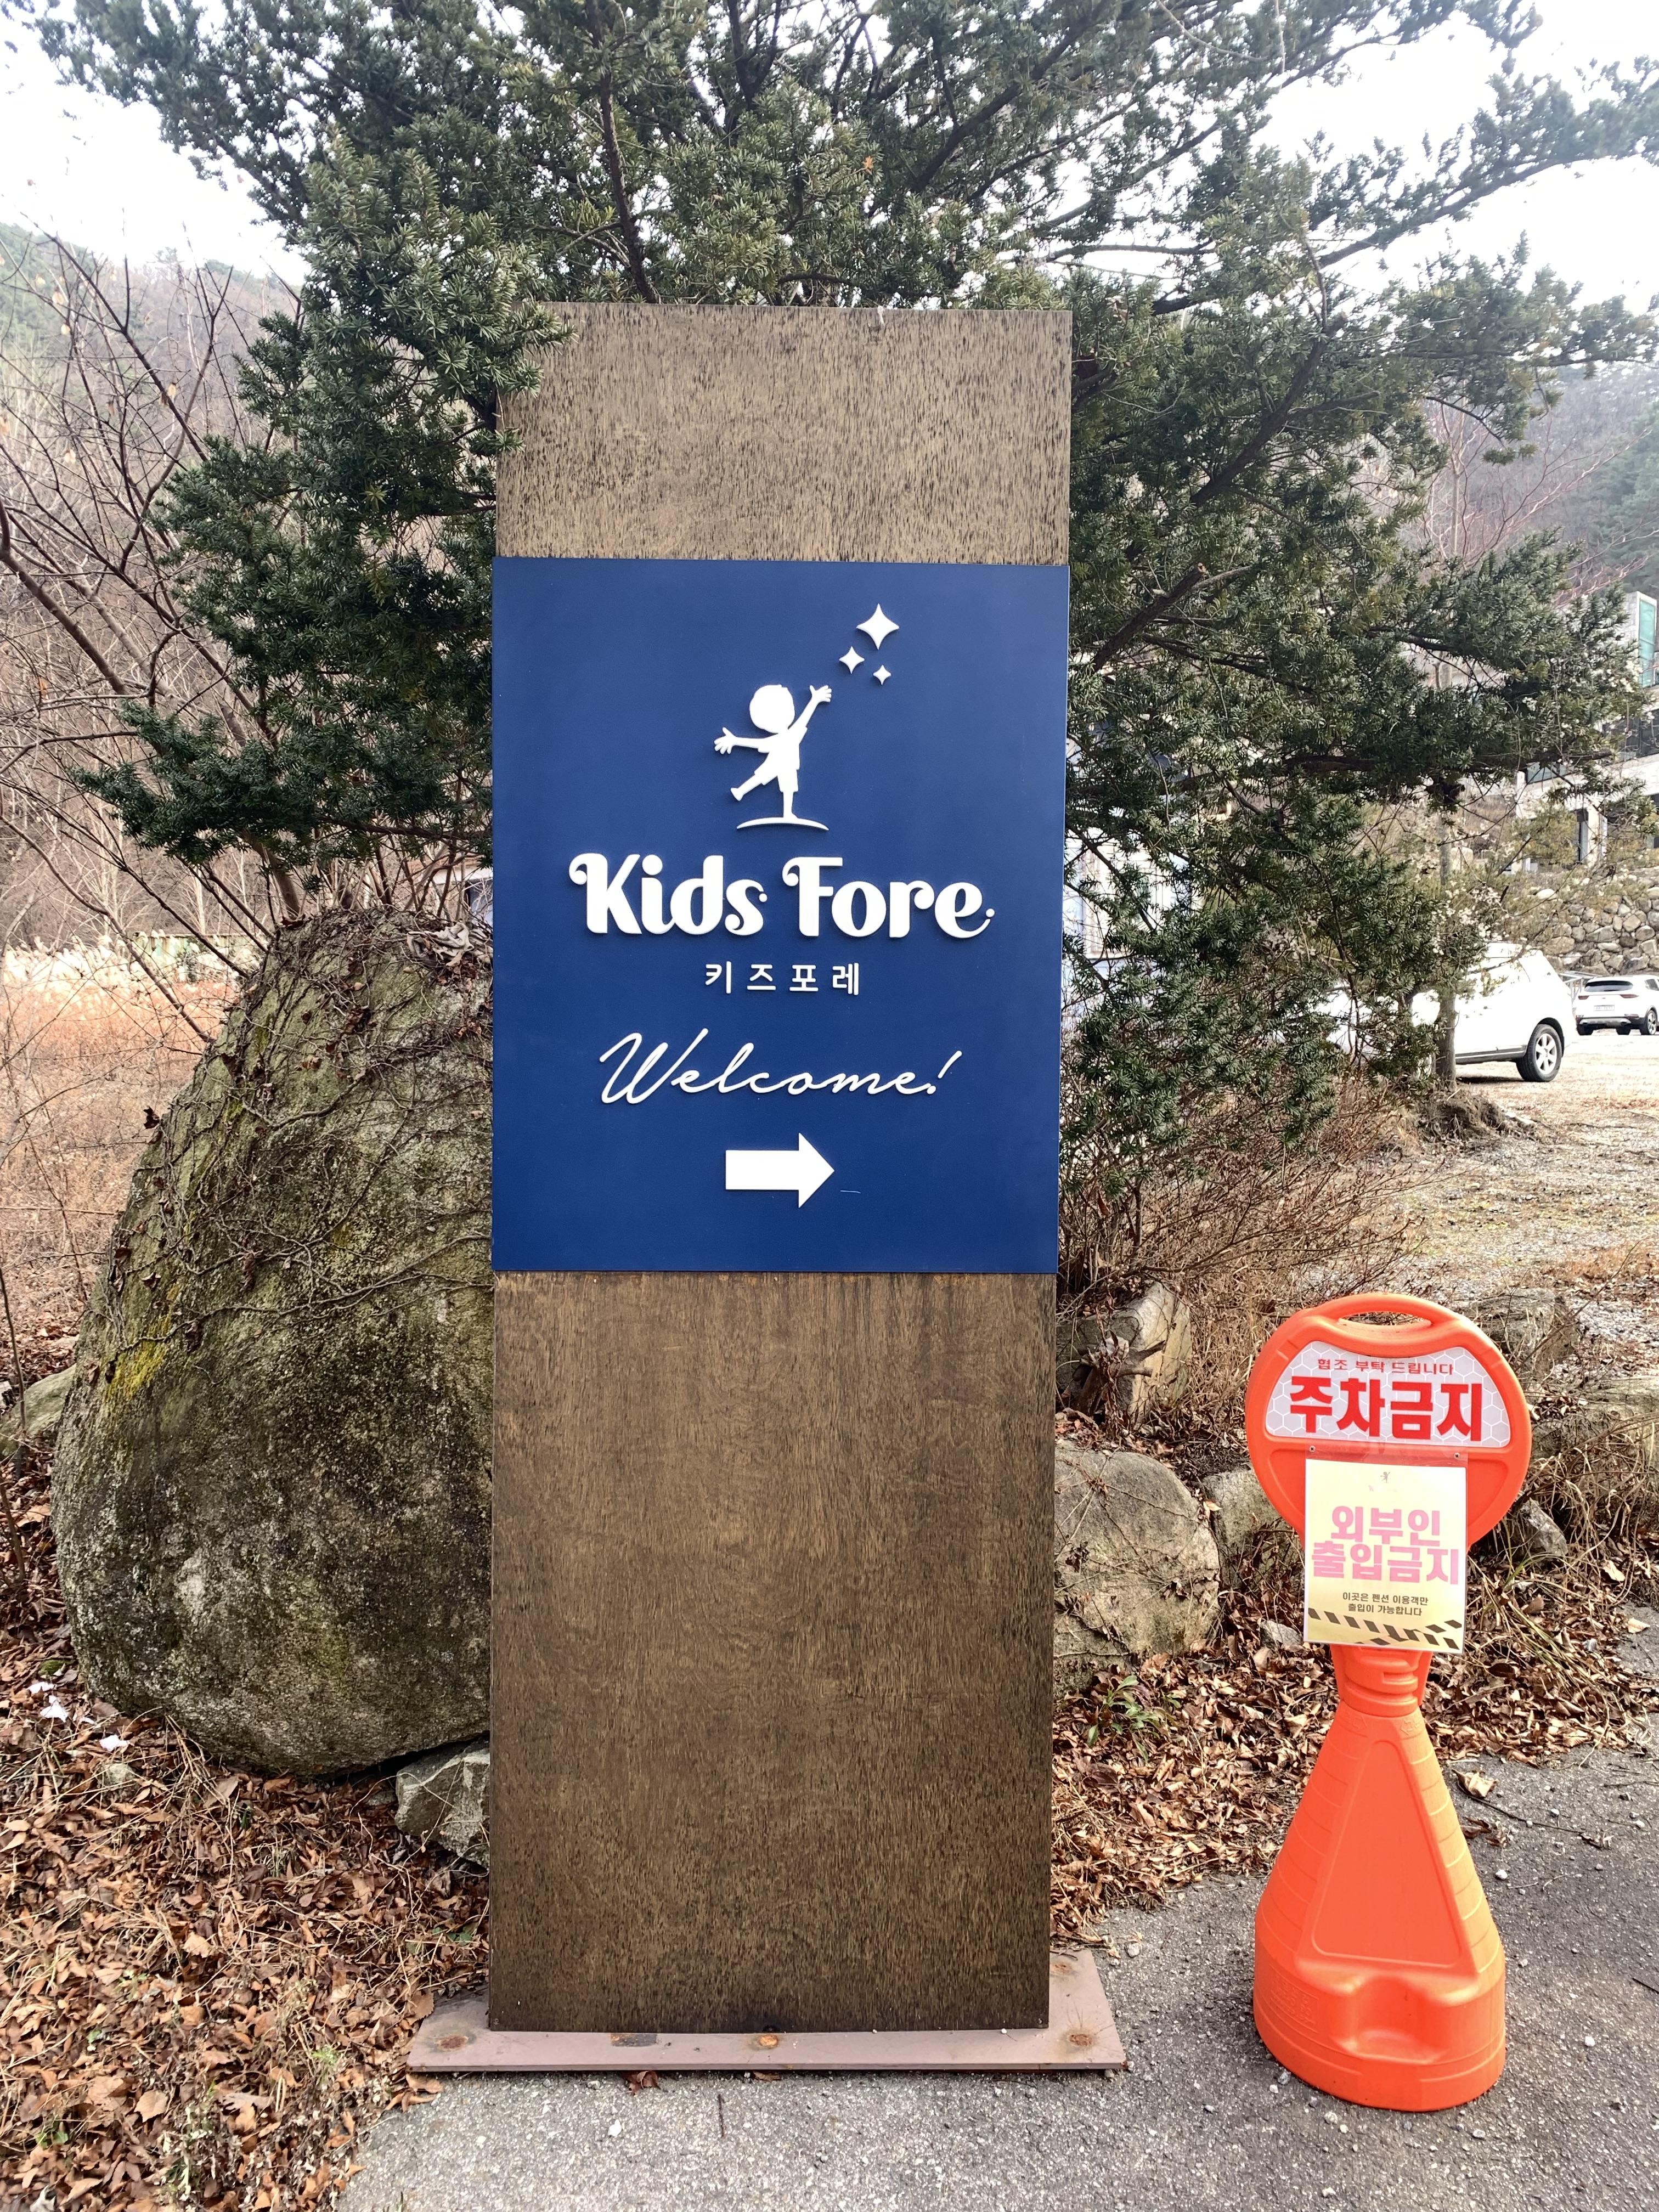 Kids Fore
키즈포레
Welcome!
협조 부탁 드립니다
주차금지
외부인
출입금지
이곳은 펜션 이용객만
출입이 가능합니다